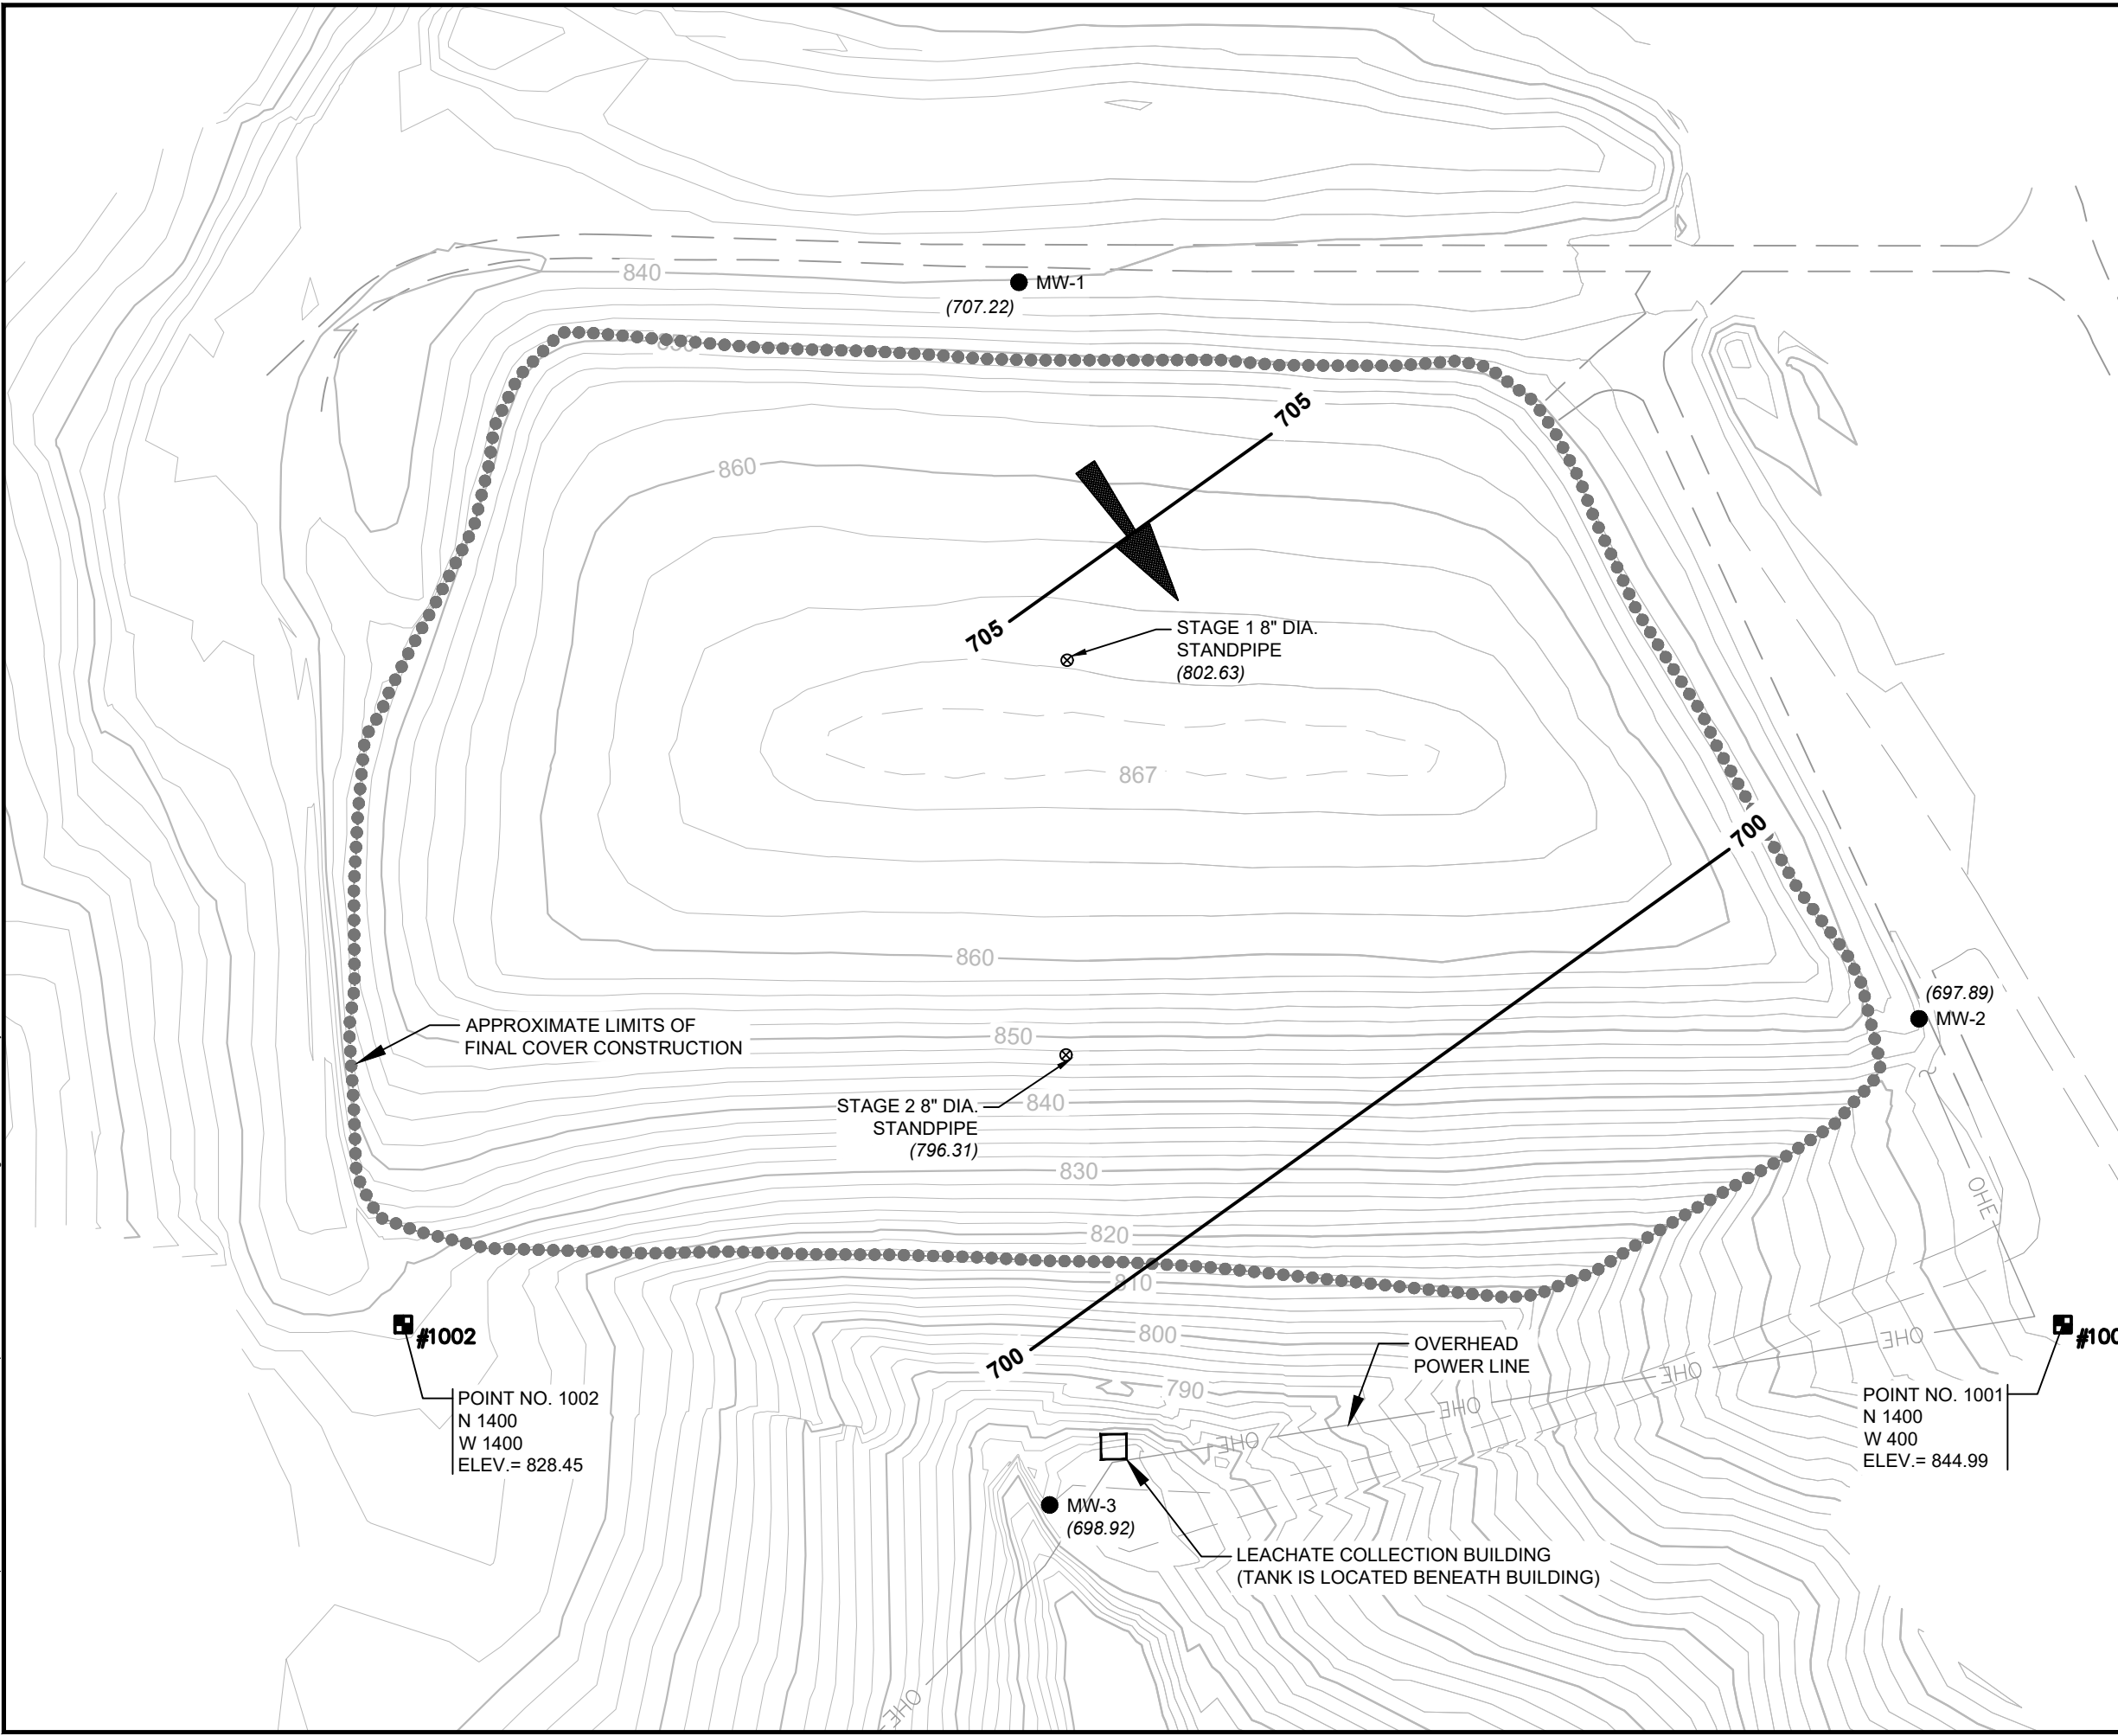 840
MW-1
(707.22)
705
860
705
STAGE 1 8" DIA.
STANDPIPE
(802.63)
867
700
860
(697.89)
MW-2
APPROXIMATE LIMITS OF
FINAL COVER CONSTRUCTION
850
STAGE 2 8" DIA.
STANDPIPE
(796.31)
840
830
OHE
820
810
#1002
800
OVERHEAD
POWER LINE
OHE
#100
700
790
OHE
OHE
OHE
POINT NO. 1002
N 1400
W 1400
ELEV.= 828.45
POINT NO. 1001
N 1400
W 400
ELEV.= 844.99
MW-3
(698.92)
LEACHATE COLLECTION BUILDING
(TANK IS LOCATED BENEATH BUILDING)
OHE